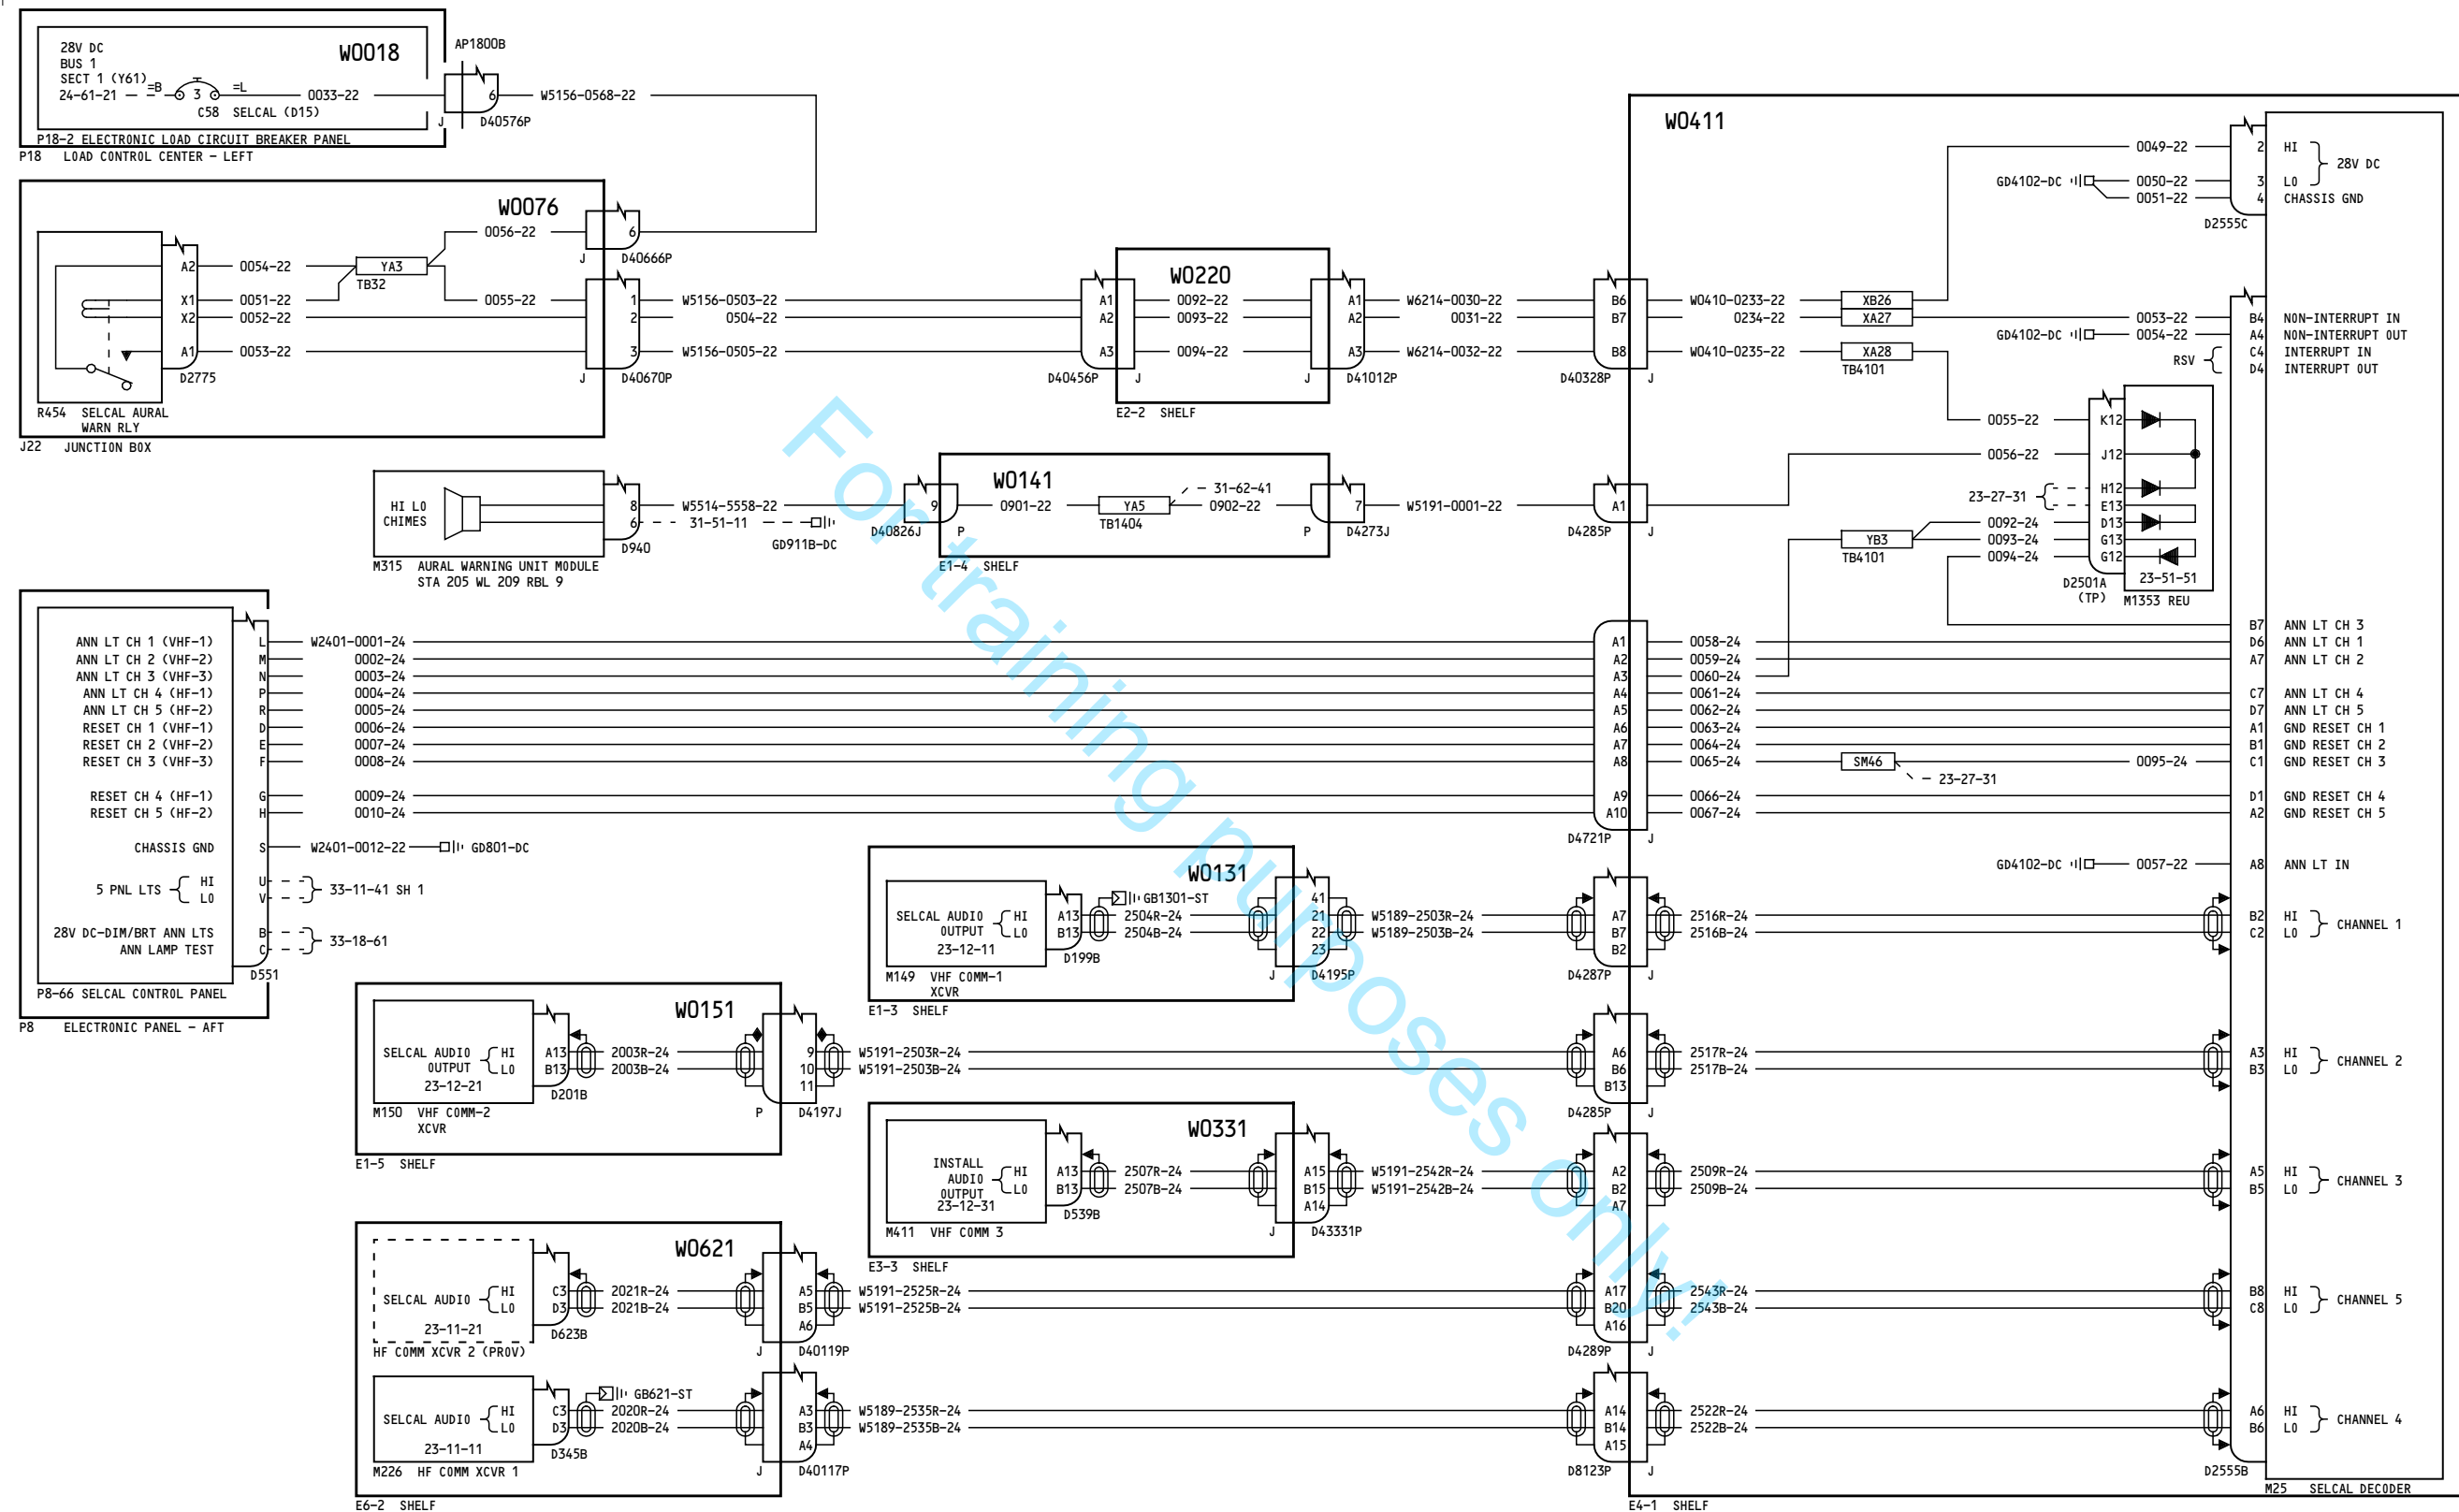 W0018
28V DC
BUS 1
SECT 1 (Y61)
24-61-21
=B
3
=L
0033-22
C58 SELCAL (D15)
P18-2 ELECTRONIC LOAD CIRCUIT BREAKER PANEL
P18 LOAD CONTROL CENTER - LEFT
AP1800B
6
J
D40576P
W5156-0568-22
W0076
0056-22
6
J
D40666P
A2
0054-22
YA3
TB32
X1
0051-22
0055-22
X2
0052-22
A1
0053-22
D2775
R454 SELCAL AURAL
WARN RLY
J22 JUNCTION BOX
1
2
3
J
D40670P
W5156-0503-22
0504-22
W5156-0505-22
W0220
A1
A2
A3
D40456P
J
0092-22
0093-22
0094-22
A1
A2
A3
J
D41012P
E2-2 SHELF
W6214-0030-22
0031-22
W6214-0032-22
B6
B7
B8
D40328P
J
W0411
W0410-0233-22
0234-22
W0410-0235-22
XB26
XA27
XA28
TB4101
0049-22
GD4102-DC
0050-22
0051-22
2
3
4
D2555C
HI
LO
28V DC
CHASSIS GND
0053-22
GD4102-DC
0054-22
RSV
B4
A4
C4
D4
NON-INTERRUPT IN
NON-INTERRUPT OUT
INTERRUPT IN
INTERRUPT OUT
0055-22
0056-22
23-27-31
0092-24
0093-24
0094-24
K12
J12
H12
E13
D13
G13
G12
D2501A
(TP)
23-51-51
M1353 REU
YB3
TB4101
HI LO
CHIMES
8
6
D940
M315 AURAL WARNING UNIT MODULE
STA 205 WL 209 RBL 9
W5514-5558-22
31-51-11
GD911B-DC
W0141
9
D40826J
P
0901-22
YA5
TB1404
31-62-41
0902-22
7
P
D4273J
E1-4 SHELF
W5191-0001-22
A1
D4285P
J
ANN LT CH 1 (VHF-1) L W2401-0001-24 A1 0058-24
ANN LT CH 2 (VHF-2) M 0002-24 A2 0059-24
ANN LT CH 3 (VHF-3) N 0003-24 A3 0060-24
ANN LT CH 4 (HF-1) P 0004-24 A4 0061-24
ANN LT CH 5 (HF-2) R 0005-24 A5 0062-24
RESET CH 1 (VHF-1) D 0006-24 A6 0063-24
RESET CH 2 (VHF-2) E 0007-24 A7 0064-24
RESET CH 3 (VHF-3) F 0008-24 A8 0065-24 SM46 0095-24
23-27-31
RESET CH 4 (HF-1) G 0009-24 A9 0066-24
RESET CH 5 (HF-2) H 0010-24 A10 0067-24
D4721P
J
B7 ANN LT CH 3
D6 ANN LT CH 1
A7 ANN LT CH 2
C7 ANN LT CH 4
D7 ANN LT CH 5
A1 GND RESET CH 1
B1 GND RESET CH 2
C1 GND RESET CH 3
D1 GND RESET CH 4
A2 GND RESET CH 5
CHASSIS GND S W2401-0012-22 GD801-DC
5 PNL LTS HI LO U V 33-11-41 SH 1
28V DC-DIM/BRT ANN LTS B
ANN LAMP TEST C
33-18-61
D551
P8-66 SELCAL CONTROL PANEL
P8 ELECTRONIC PANEL - AFT
GD4102-DC 0057-22 A8 ANN LT IN
W0131
SELCAL AUDIO
OUTPUT
HI
LO
23-12-11
A13
B13
D199B
GB1301-ST
2504R-24
2504B-24
41
21
22
23
J
D4195P
M149 VHF COMM-1
XCVR
E1-3 SHELF
W5189-2503R-24
W5189-2503B-24
A7
B7
B2
D4287P
J
2516R-24
2516B-24
B2 HI
C2 LO
CHANNEL 1
W0151
SELCAL AUDIO
OUTPUT
HI
LO
23-12-21
A13
B13
D201B
2003R-24
2003B-24
9
10
11
P
D4197J
M150 VHF COMM-2
XCVR
E1-5 SHELF
W5191-2503R-24
W5191-2503B-24
A6
B6
B13
D4285P
J
2517R-24
2517B-24
A3 HI
B3 LO
CHANNEL 2
W0331
INSTALL
AUDIO
OUTPUT
HI
LO
23-12-31
A13
B13
D539B
2507R-24
2507B-24
A15
B15
A14
J
D43331P
M411 VHF COMM 3
E3-3 SHELF
W5191-2542R-24
W5191-2542B-24
A2
B2
A7
2509R-24
2509B-24
A5 HI
B5 LO
CHANNEL 3
W0621
SELCAL AUDIO
HI
LO
23-11-21
C3
D3
D623B
2021R-24
2021B-24
A5
B5
A6
J
D40119P
HF COMM XCVR 2 (PROV)
W5191-2525R-24
W5191-2525B-24
A17
B20
A16
D4289P
J
2543R-24
2543B-24
B8 HI
C8 LO
CHANNEL 5
SELCAL AUDIO
HI
LO
23-11-11
C3
D3
D345B
GB621-ST
2020R-24
2020B-24
A3
B3
A4
J
D40117P
M226 HF COMM XCVR 1
E6-2 SHELF
W5189-2535R-24
W5189-2535B-24
A14
B14
A15
D8123P
J
2522R-24
2522B-24
A6 HI
B6 LO
CHANNEL 4
D2555B
M25 SELCAL DECODER
E4-1 SHELF
For training purposes only!